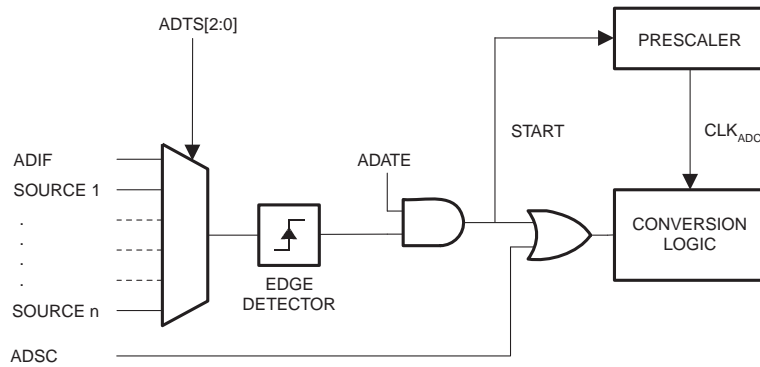 ADTS[2:0]
PRESCALER
START
CLKADC
ADIF
ADATE
SOURCE 1
.
.
.
.
CONVERSION
LOGIC
EDGE
DETECTOR
SOURCE n
ADSC